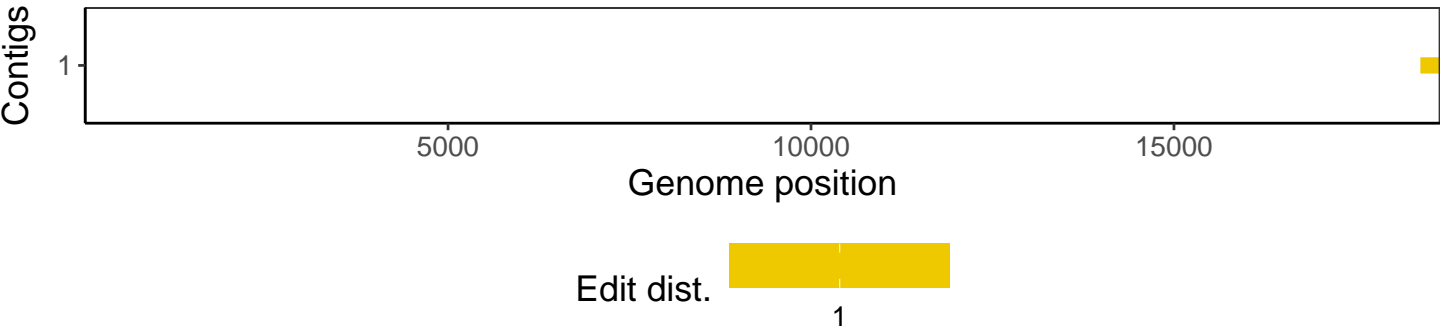 Contigs
1
5000 10000 15000
Genome position
Edit dist.
1